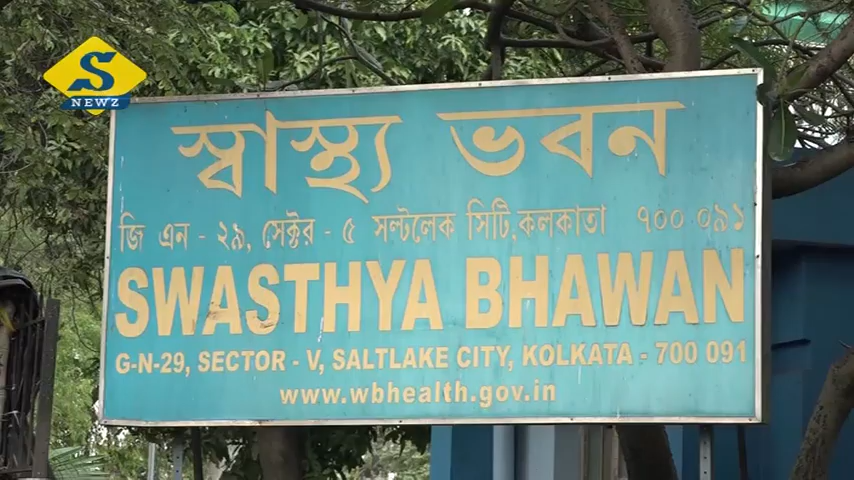 S
NEWZ
স্বাস্থ্য ভবন
জি এন - ২৯, সেক্টর - ৫ সল্টলেক সিটি, কলকাতা ৭০০ ০৯১
SWASTHYA BHAWAN
G-N-29, SECTOR - V, SALTLAKE CITY, KOLKATA - 700 091
www.wbhealth.gov.in